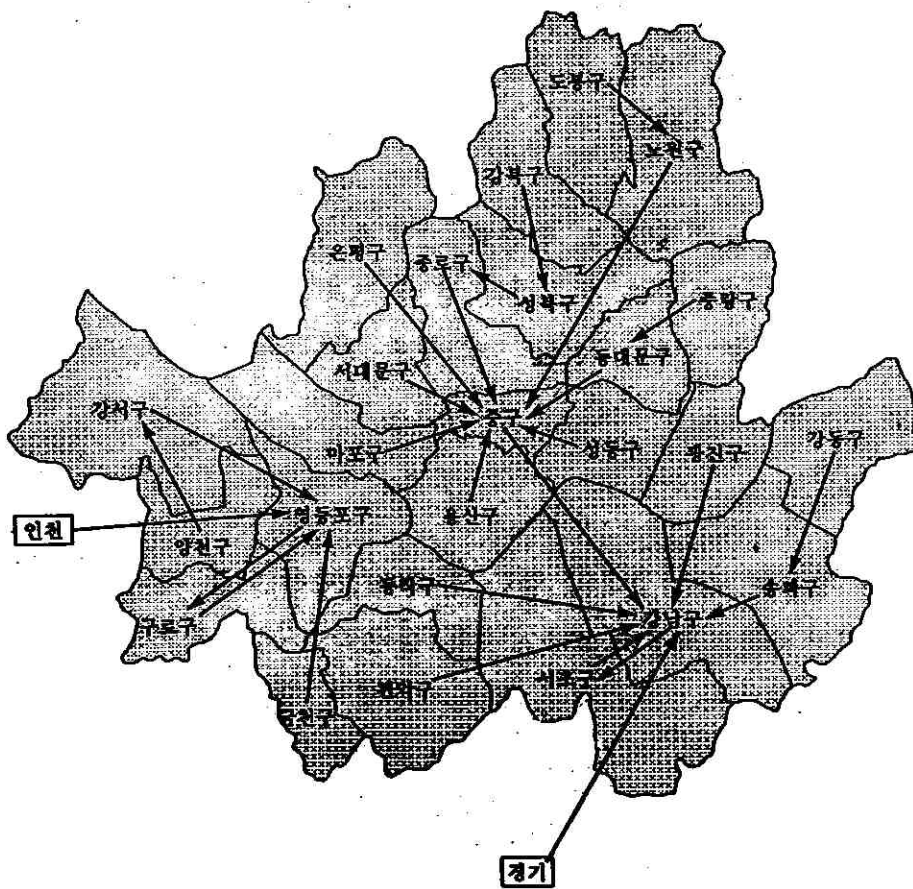 도봉구
노원구
강북구
은평구
종로구
성북구
중랑구
서대문구
동대문구
강서구
중구
마포구
성동구
광진구
강동구
영등포구
용산구
인천
양천구
동작구
송파구
구로구
강남구
서초구
관악구
금천구
경기